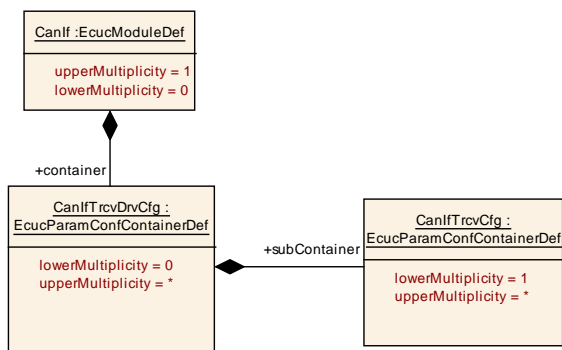 CanIf :EcucModuleDef
upperMultiplicity = 1
lowerMultiplicity = 0
+container
CanIfTrcvDrvCfg :
EcucParamConfContainerDef
lowerMultiplicity = 0
upperMultiplicity = *
+subContainer
CanIfTrcvCfg :
EcucParamConfContainerDef
lowerMultiplicity = 1
upperMultiplicity = *